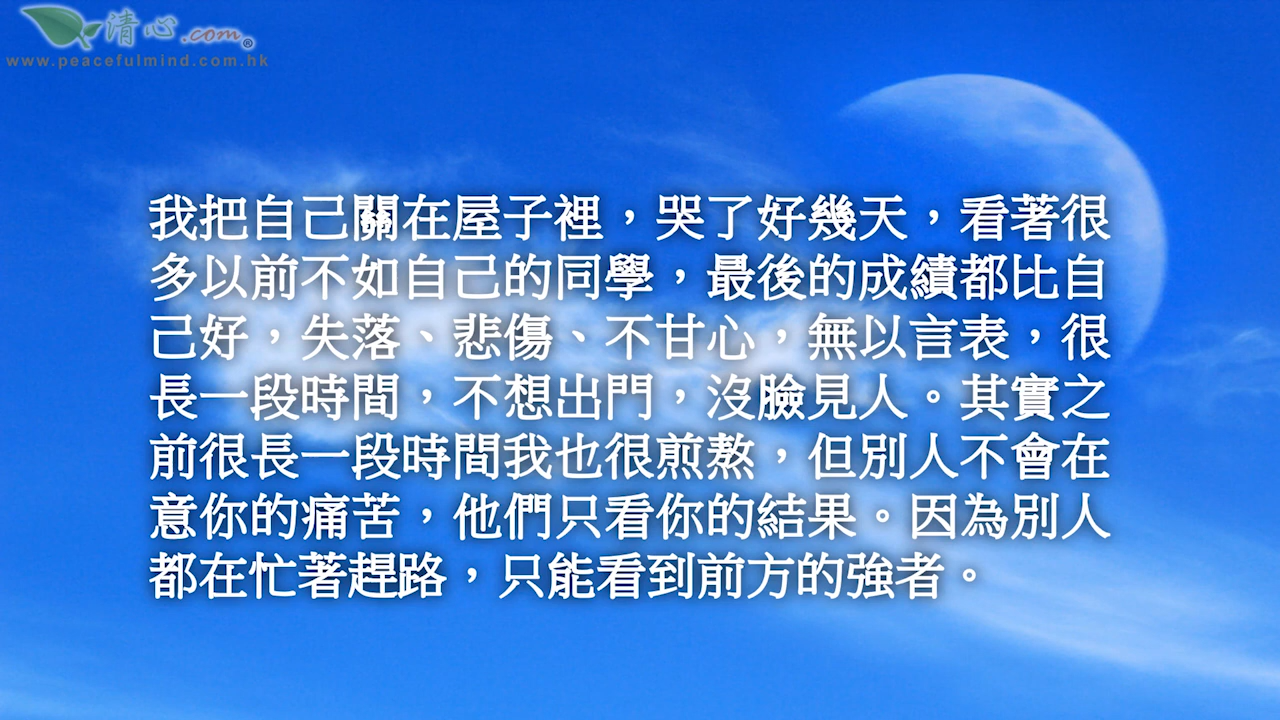 清心.com®
www.peacefulmind.com.hk
我把自己關在屋子裡，哭了好幾天，看著很
多以前不如自己的同學，最後的成績都比自
己好，失落、悲傷、不甘心，無以言表，很
長一段時間，不想出門，沒臉見人。其實之
前很長一段時間我也很煎熬，但別人不會在
意你的痛苦，他們只看你的結果。因為別人
都在忙著趕路，只能看到前方的強者。